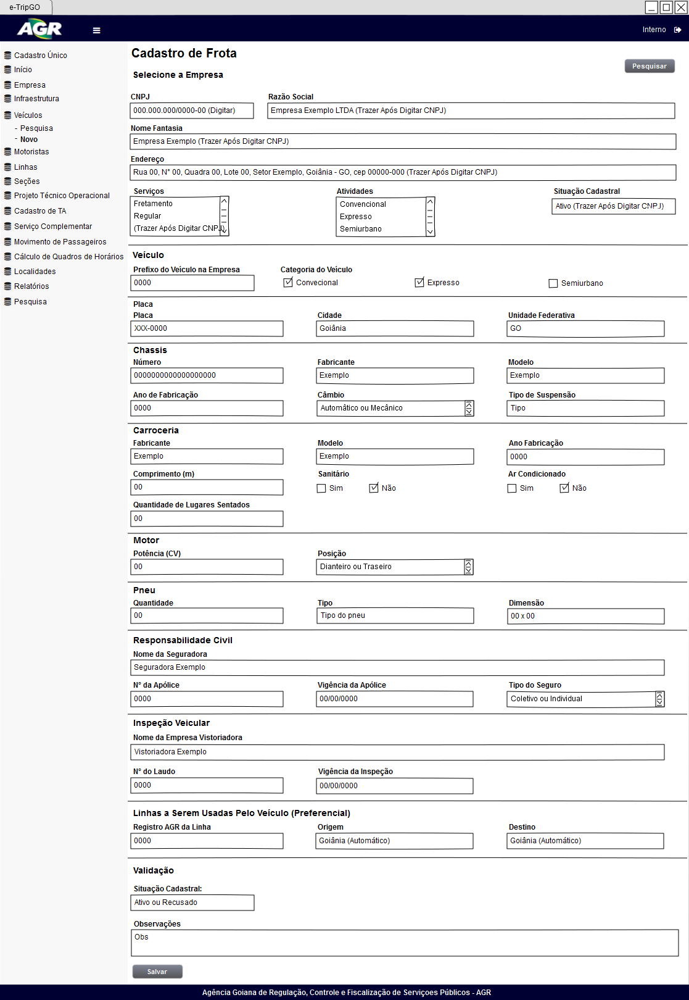 e-TripGO
AGR
Interno
Cadastro Único
Início
Empresa
Infraestrutura
Veículos
- Pesquisa
- Novo
Motoristas
Linhas
Seções
Projeto Técnico Operacional
Cadastro de TA
Serviço Complementar
Movimento de Passageiros
Cálculo de Quadros de Horários
Localidades
Relatórios
Pesquisa
Cadastro de Frota
Pesquisar
Selecione a Empresa
CNPJ Razão Social
000.000.000/0000-00 (Digitar) Empresa Exemplo LTDA (Trazer Após Digitar CNPJ)
Nome Fantasia
Empresa Exemplo (Trazer Após Digitar CNPJ)
Endereço
Rua 00, N° 00, Quadra 00, Lote 00, Setor Exemplo, Goiânia - GO, cep 00000-000 (Trazer Após Digitar CNPJ)
Serviços Atividades Situação Cadastral
Fretamento Convencional Ativo (Trazer Após Digitar CNPJ)
Regular Expresso
(Trazer Após Digitar CNPJ) Semiurbano
Veículo
Prefixo do Veículo na Empresa Categoria do Veículo
0000 Convecional Expresso Semiurbano
Placa
Placa Cidade Unidade Federativa
XXX-0000 Goiânia GO
Chassis
Número Fabricante Modelo
0000000000000000000 Exemplo Exemplo
Ano de Fabricação Câmbio Tipo de Suspensão
0000 Automâtico ou Mecânico Tipo
Carroceria
Fabricante Modelo Ano Fabricação
Exemplo Exemplo 0000
Comprimento (m) Sanitário Ar Condicionado
00 Sim Não Sim Não
Quantidade de Lugares Sentados
00
Motor
Potência (CV) Posição
00 Dianteiro ou Traseiro
Pneu
Quantidade Tipo Dimensão
00 Tipo do pneu 00 x 00
Responsabilidade Civil
Nome da Seguradora
Seguradora Exemplo
N° da Apólice Vigência da Apólice Tipo do Seguro
0000 00/00/0000 Coletivo ou Individual
Inspeção Veicular
Nome da Empresa Vistoriadora
Vistoriadora Exemplo
N° do Laudo Vigência da Inspeção
0000 00/00/0000
Linhas a Serem Usadas Pelo Veículo (Preferencial)
Registro AGR da Linha Origem Destino
0000 Goiânia (Automático) Goiânia (Automático)
Validação
Situação Cadastral:
Ativo ou Recusado
Observações
Obs
Salvar
Agência Goiana de Regulação, Controle e Fiscalização de Serviçoes Públicos - AGR